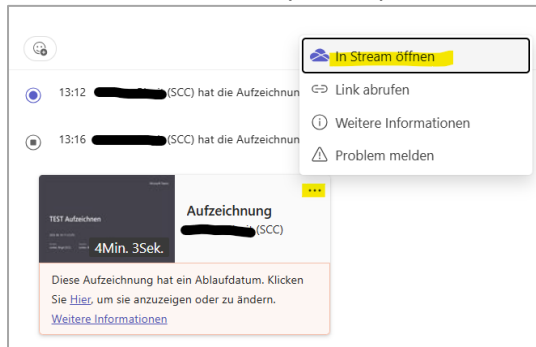 In Stream öffnen
Link abrufen
Weitere Informationen
Problem melden
13:12 (SCC) hat die Aufzeichnun
13:16 (SCC) hat die Aufzeichnun
TEST Aufzeichnen
4Min. 3Sek.
Aufzeichnung
(SCC)
Diese Aufzeichnung hat ein Ablaufdatum. Klicken
Sie Hier, um sie anzuzeigen oder zu ändern.
Weitere Informationen